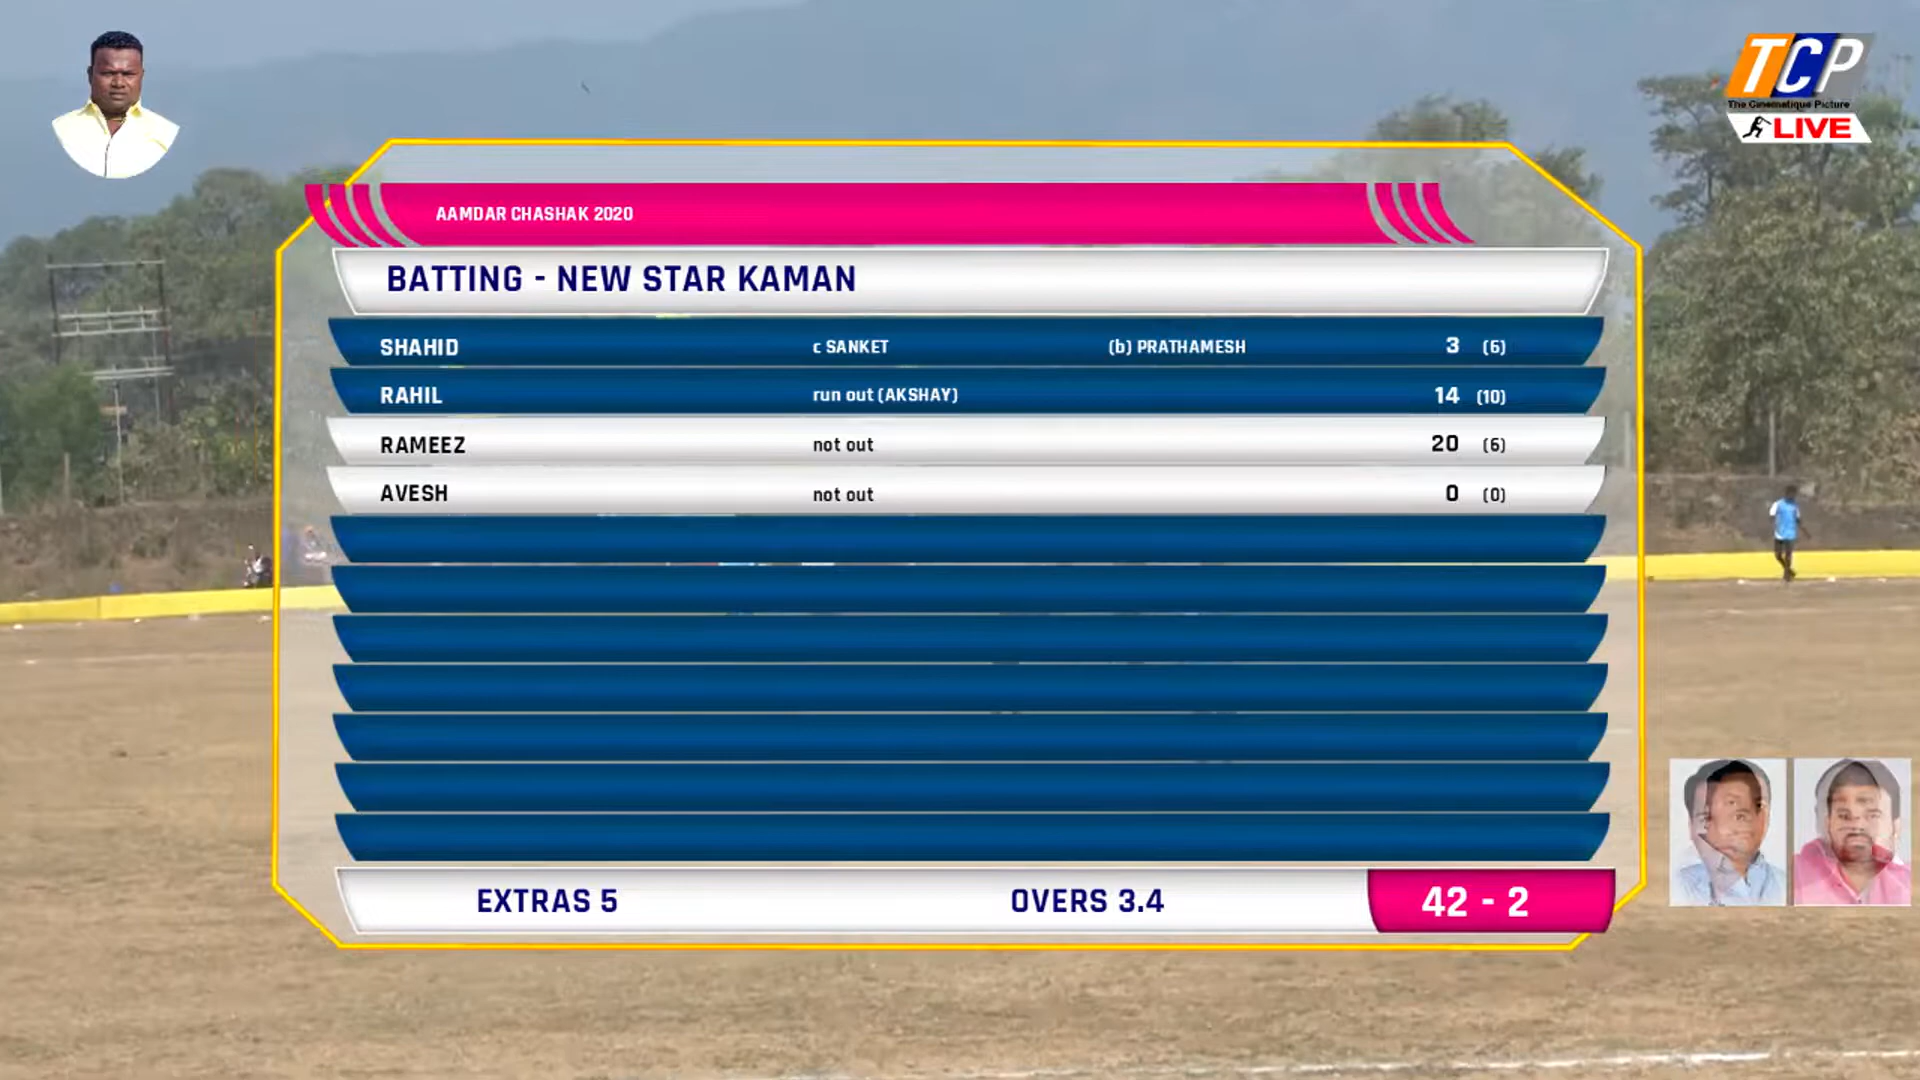 TCP
The Cinematique Picture
LIVE
AAMDAR CHASHAK 2020
BATTING - NEW STAR KAMAN
SHAHID c SANKET (b) PRATHAMESH 3 (6)
RAHIL run out (AKSHAY) 14 (10)
RAMEEZ not out 20 (6)
AVESH not out 0 (0)
EXTRAS 5 OVERS 3.4 42 - 2